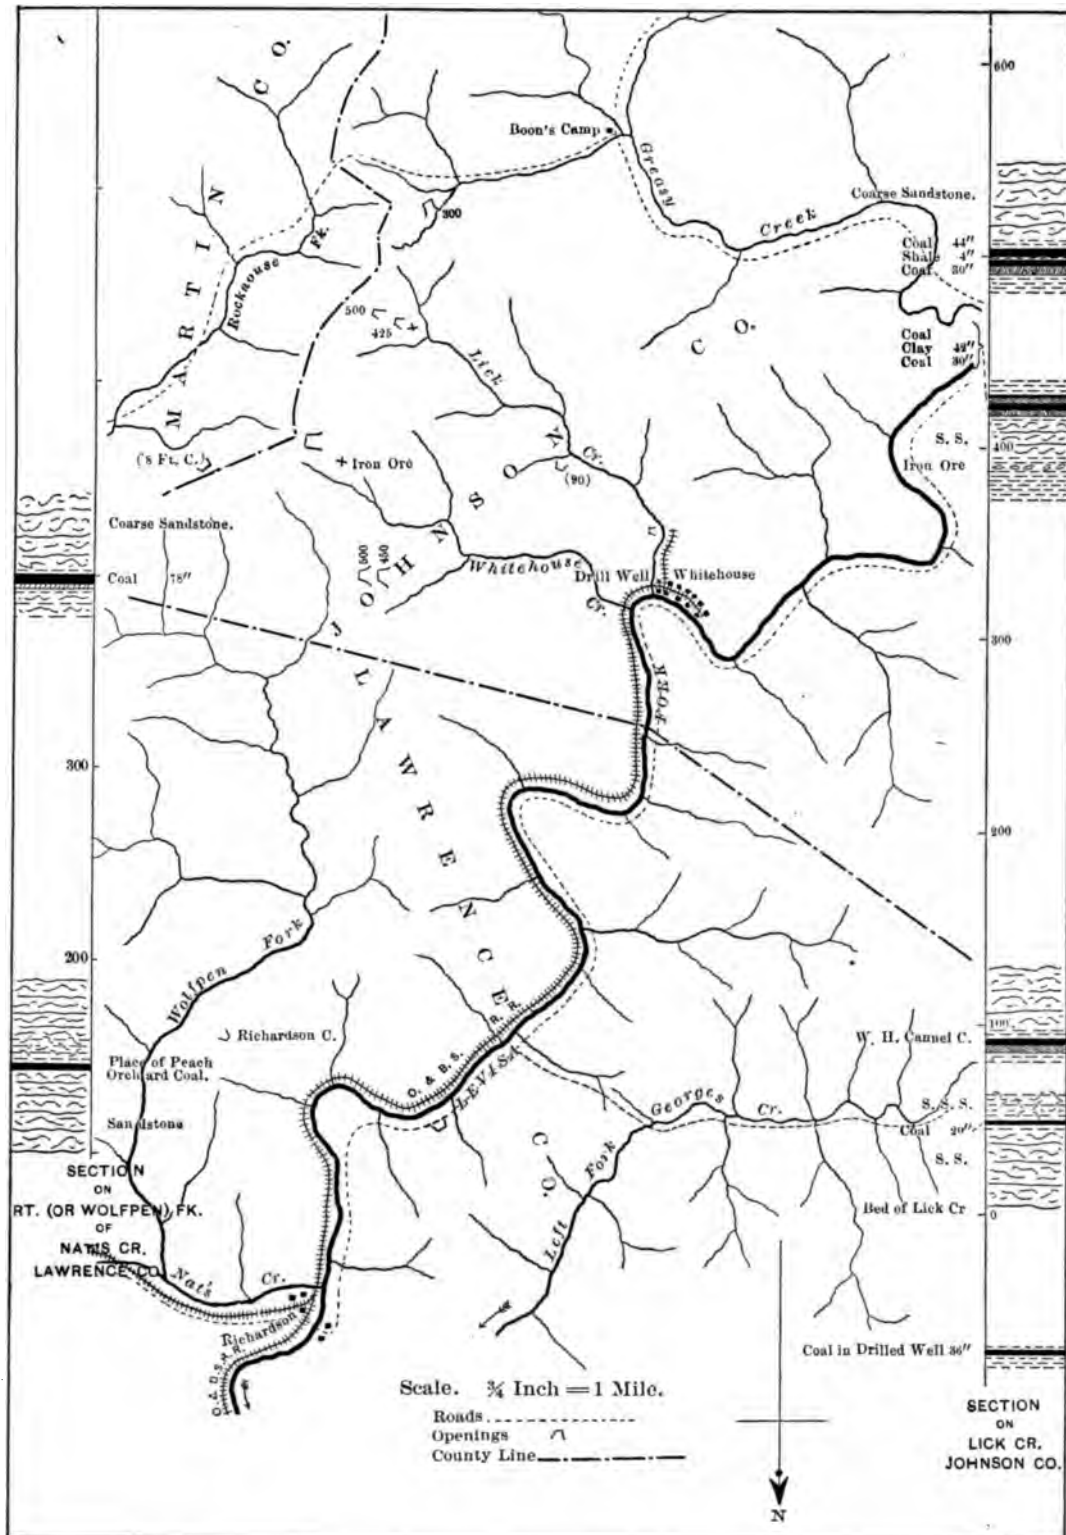 MARTIN CO.
Boon's Camp
Greasy Creek
600
Coarse Sandstone.
Coal 44"
Shale 4"
Coal 30"
300
Rockhouse Fk.
500
425
Lick Cr.
Coal
Clay 42"
Coal 30"
(8 Ft. C.)
Iron Ore
(90)
S. S.
400
Iron Ore
JOHNSON CO.
Coarse Sandstone.
Coal 78"
500
450
Whitehouse Cr.
Drill Well
Whitehouse
300
FORK
300
200
LAWRENCE CO.
200
Wolfpen Fork
Richardson C.
O. & B. S. R. R.
LEVISA
100
W. H. Cannel C.
Place of Peach
Orchard Coal.
Georges Cr.
S. S. S.
Coal 20"
S. S.
Sandstone
Left Fork
Bed of Lick Cr
0
SECTION
ON
RT. (OR WOLFPEN) FK.
OF
NAT'S CR.
LAWRENCE CO.
Nat's Cr.
Richardson
O. & B. S. R. R.
Coal in Drilled Well 36"
Scale. ¾ Inch = 1 Mile.
Roads
Openings
County Line
N
SECTION
ON
LICK CR.
JOHNSON CO.